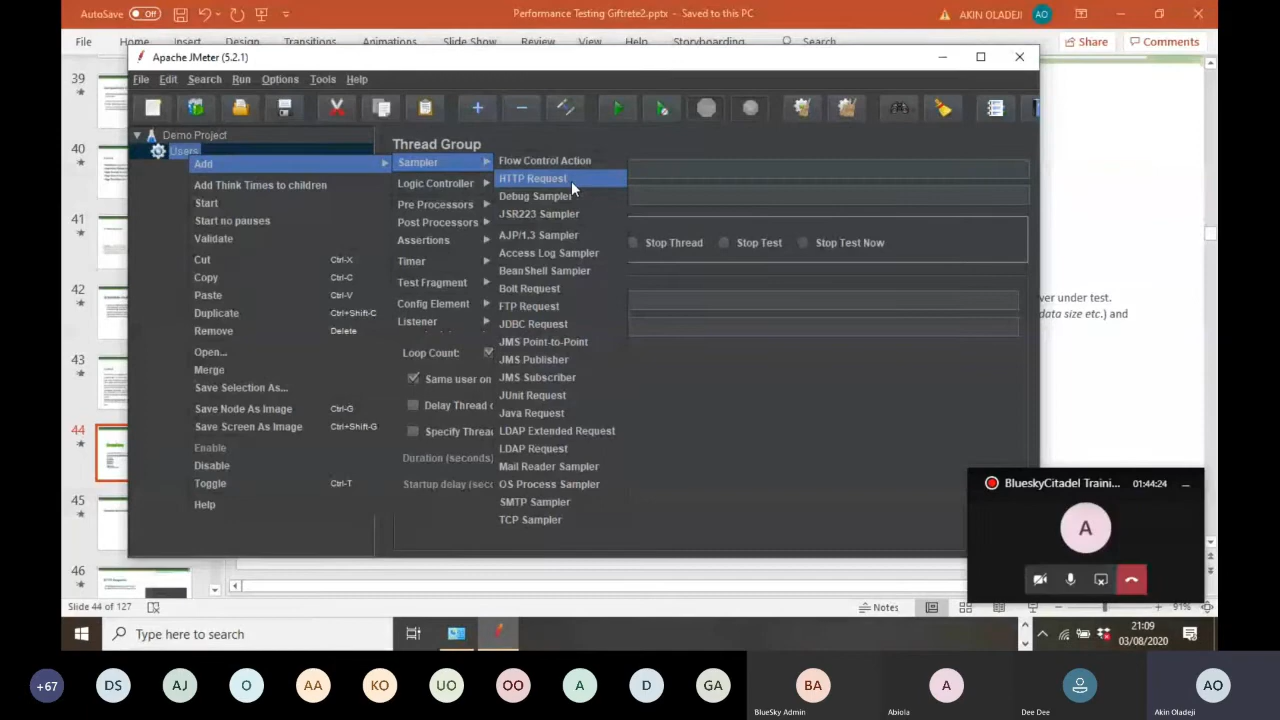 AutoSave Off
Performance Testing Giftrete2.pptx - Saved to this PC
AKIN OLADEJI AO
File Home Insert Design Transitions Animations Slide Show Review View Help Storyboarding Search Share Comments
Apache JMeter (5.2.1)
File Edit Search Run Options Tools Help
Demo Project
Users
Add
Add Think Times to children
Start
Start no pauses
Validate
Cut Ctrl-X
Copy Ctrl-C
Paste Ctrl-V
Duplicate Ctrl+Shift-C
Remove Delete
Open...
Merge
Save Selection As...
Save Node As Image Ctrl-G
Save Screen As Image Ctrl+Shift-G
Enable
Disable
Toggle Ctrl-T
Help
Thread Group
Sampler
Logic Controller
Pre Processors
Post Processors
Assertions
Timer
Test Fragment
Config Element
Listener
Loop Count:
Same user on
Delay Thread
Specify Threa
Duration (seconds)
Startup delay (sec
Flow Control Action
HTTP Request
Debug Sampler
JSR223 Sampler
AJP/1.3 Sampler
Access Log Sampler
BeanShell Sampler
Bolt Request
FTP Request
JDBC Request
JMS Point-to-Point
JMS Publisher
JMS Subscriber
JUnit Request
Java Request
LDAP Extended Request
LDAP Request
Mail Reader Sampler
OS Process Sampler
SMTP Sampler
TCP Sampler
Stop Thread Stop Test Stop Test Now
ver under test.
data size etc.) and
39
40
41
42
43
44
45
46
BlueskyCitadel Traini... 01:44:24
A
Slide 44 of 127
Notes
91%
Type here to search
21:09
03/08/2020
+67 DS AJ O AA KO UO OO A D GA BA A AO
BlueSky Admin Abiola Dee Dee Akin Oladeji